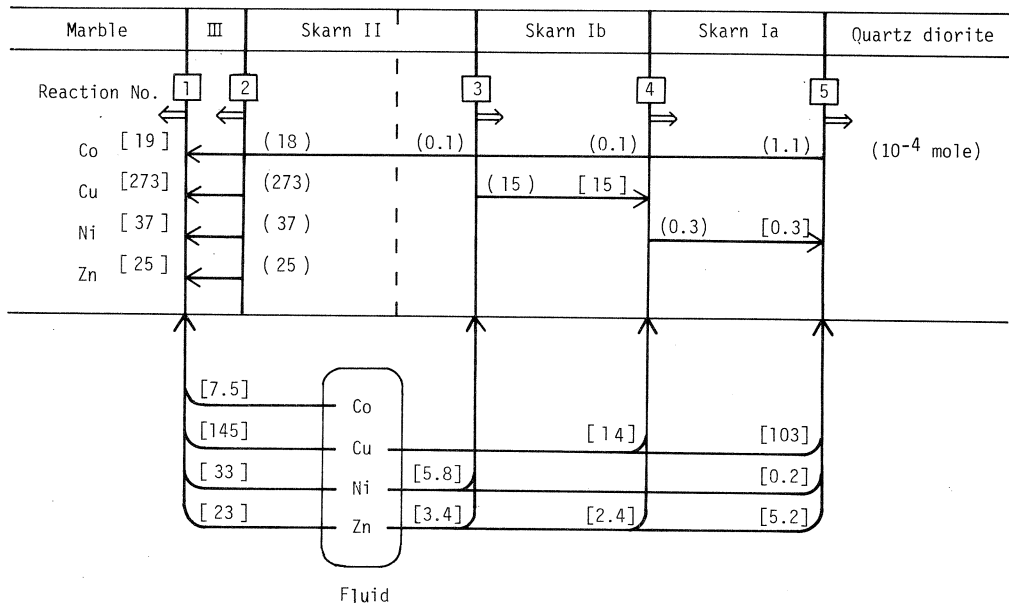 Marble III Skarn II Skarn Ib Skarn Ia Quartz diorite
Reaction No. 1 2 3 4 5
Co [19] (18) (0.1) (0.1) (1.1) (10⁻⁴ mole)
Cu [273] (273) (15) [15]
Ni [37] (37) (0.3) [0.3]
Zn [25] (25)
[7.5] Co
[145] Cu [14] [103]
[33] Ni [5.8] [0.2]
[23] Zn [3.4] [2.4] [5.2]
Fluid